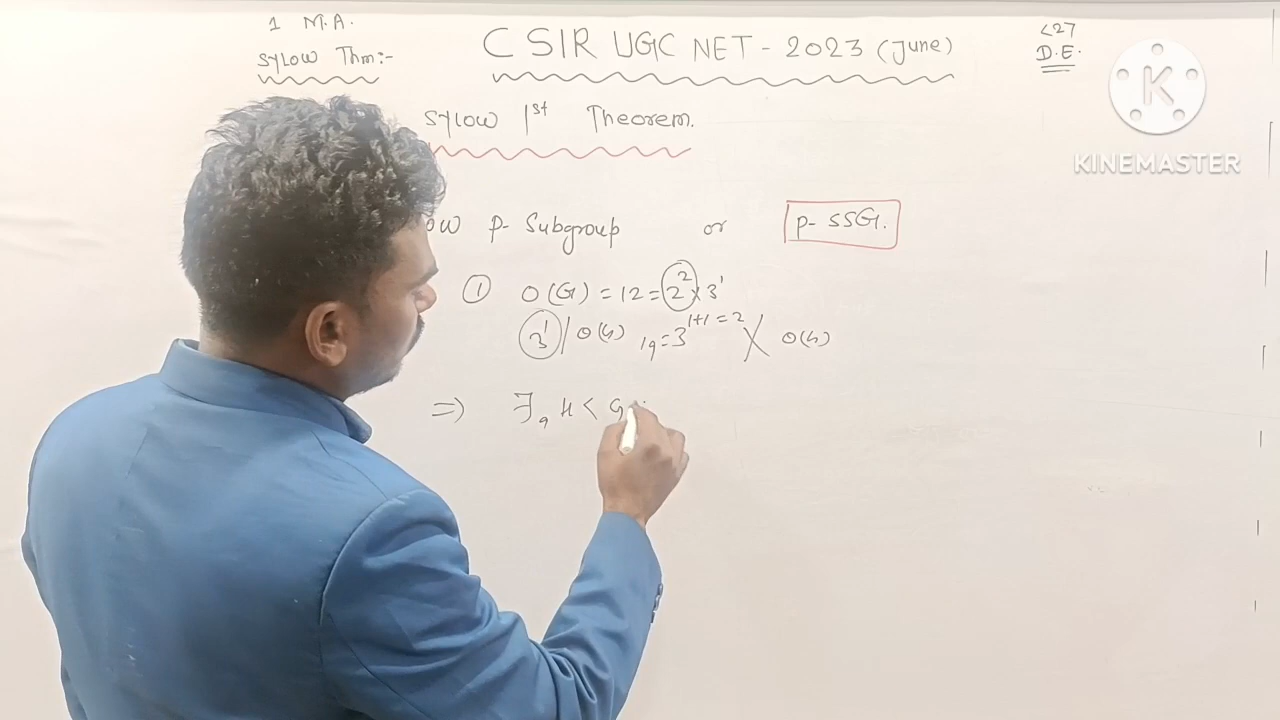 1 M.A.
Sylow Thm:-
CSIR UGC NET - 2023 (June)
<27
D.E.
KINEMASTER
Sylow 1st Theorem.
ow p- Subgroup or p- SSG.
① O(G) = 12 = 2² × 3¹
3¹ / O(G) 3^{1+1 = 2} ∤ O(G)
⇒ ∃, H < G